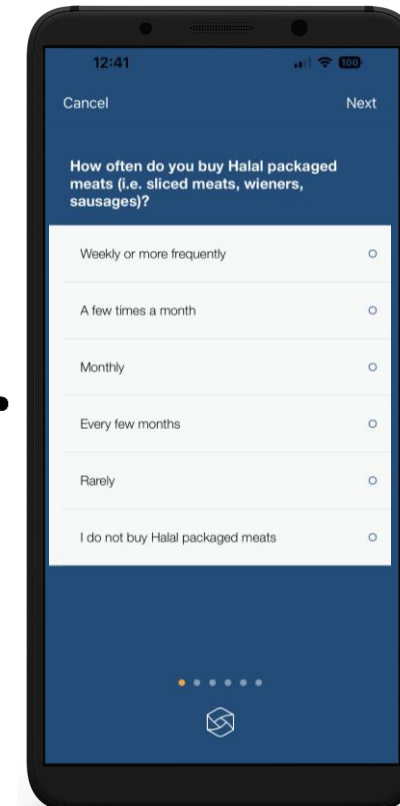 12:41
100
Cancel
Next
How often do you buy Halal packaged
meats (i.e. sliced meats, wieners,
sausages)?
Weekly or more frequently
A few times a month
Monthly
Every few months
Rarely
I do not buy Halal packaged meats